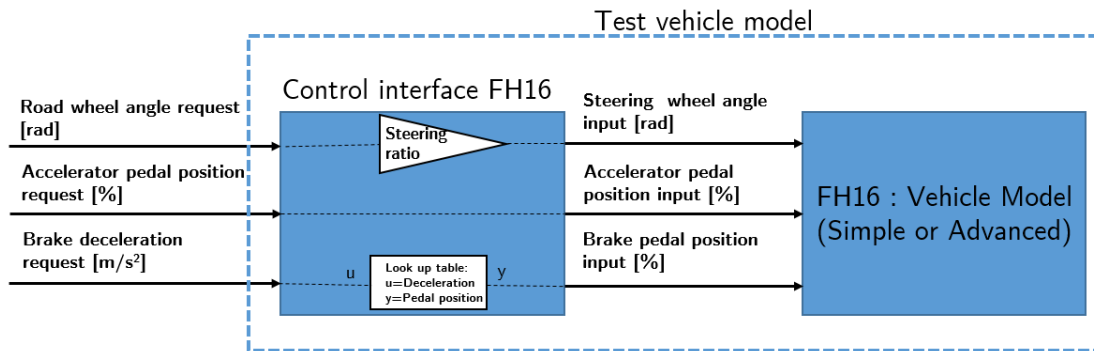 Test vehicle model
Control interface FH16
Road wheel angle request
[rad]
Accelerator pedal position
request [%]
Brake deceleration
request [m/s²]
Steering
ratio
u
Look up table:
u=Deceleration
y=Pedal position
y
Steering wheel angle
input [rad]
Accelerator pedal
position input [%]
Brake pedal position
input [%]
FH16 : Vehicle Model
(Simple or Advanced)